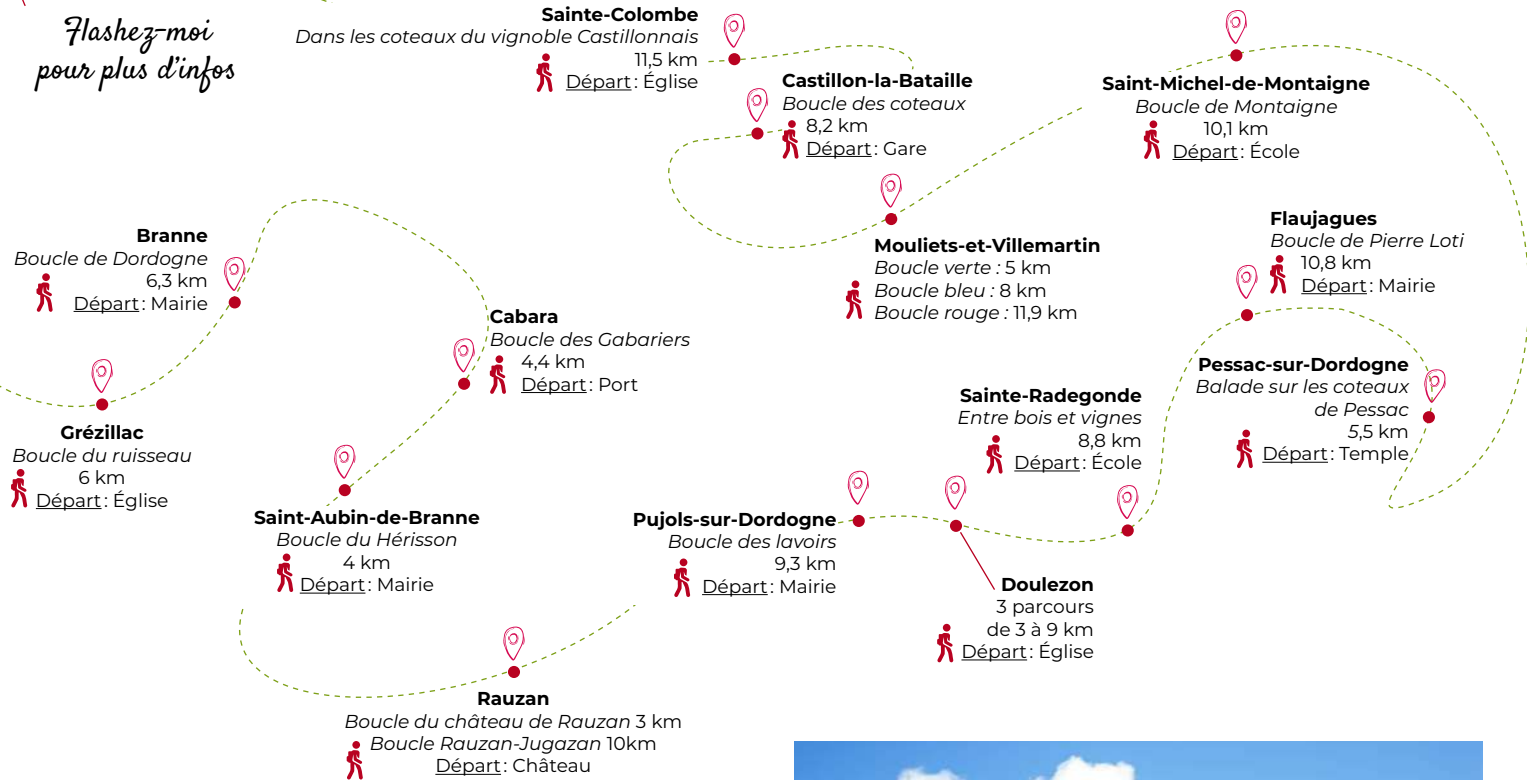 Flashez-moi
pour plus d'infos
Sainte-Colombe
Dans les coteaux du vignoble Castillonnais
11,5 km
Départ : Église
Castillon-la-Bataille
Boucle des coteaux
8,2 km
Départ : Gare
Saint-Michel-de-Montaigne
Boucle de Montaigne
10,1 km
Départ : École
Branne
Boucle de Dordogne
6,3 km
Départ : Mairie
Mouliets-et-Villemartin
Boucle verte : 5 km
Boucle bleu : 8 km
Boucle rouge : 11,9 km
Flaujagues
Boucle de Pierre Loti
10,8 km
Départ : Mairie
Cabara
Boucle des Gabariers
4,4 km
Départ : Port
Pessac-sur-Dordogne
Balade sur les coteaux
de Pessac
5,5 km
Départ : Temple
Sainte-Radegonde
Entre bois et vignes
8,8 km
Départ : École
Grézillac
Boucle du ruisseau
6 km
Départ : Église
Saint-Aubin-de-Branne
Boucle du Hérisson
4 km
Départ : Mairie
Pujols-sur-Dordogne
Boucle des lavoirs
9,3 km
Départ : Mairie
Doulezon
3 parcours
de 3 à 9 km
Départ : Église
Rauzan
Boucle du château de Rauzan 3 km
Boucle Rauzan-Jugazan 10km
Départ : Château